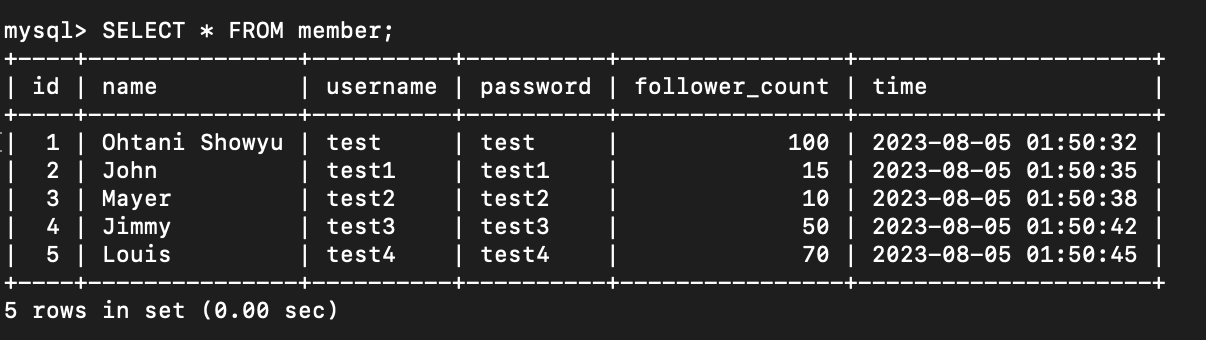 mysql> SELECT * FROM member;
+----+---------------+----------+----------+----------------+---------------------+
| id | name          | username | password | follower_count | time                |
+----+---------------+----------+----------+----------------+---------------------+
|  1 | Ohtani Showyu | test     | test     |            100 | 2023-08-05 01:50:32 |
|  2 | John          | test1    | test1    |             15 | 2023-08-05 01:50:35 |
|  3 | Mayer         | test2    | test2    |             10 | 2023-08-05 01:50:38 |
|  4 | Jimmy         | test3    | test3    |             50 | 2023-08-05 01:50:42 |
|  5 | Louis         | test4    | test4    |             70 | 2023-08-05 01:50:45 |
+----+---------------+----------+----------+----------------+---------------------+
5 rows in set (0.00 sec)